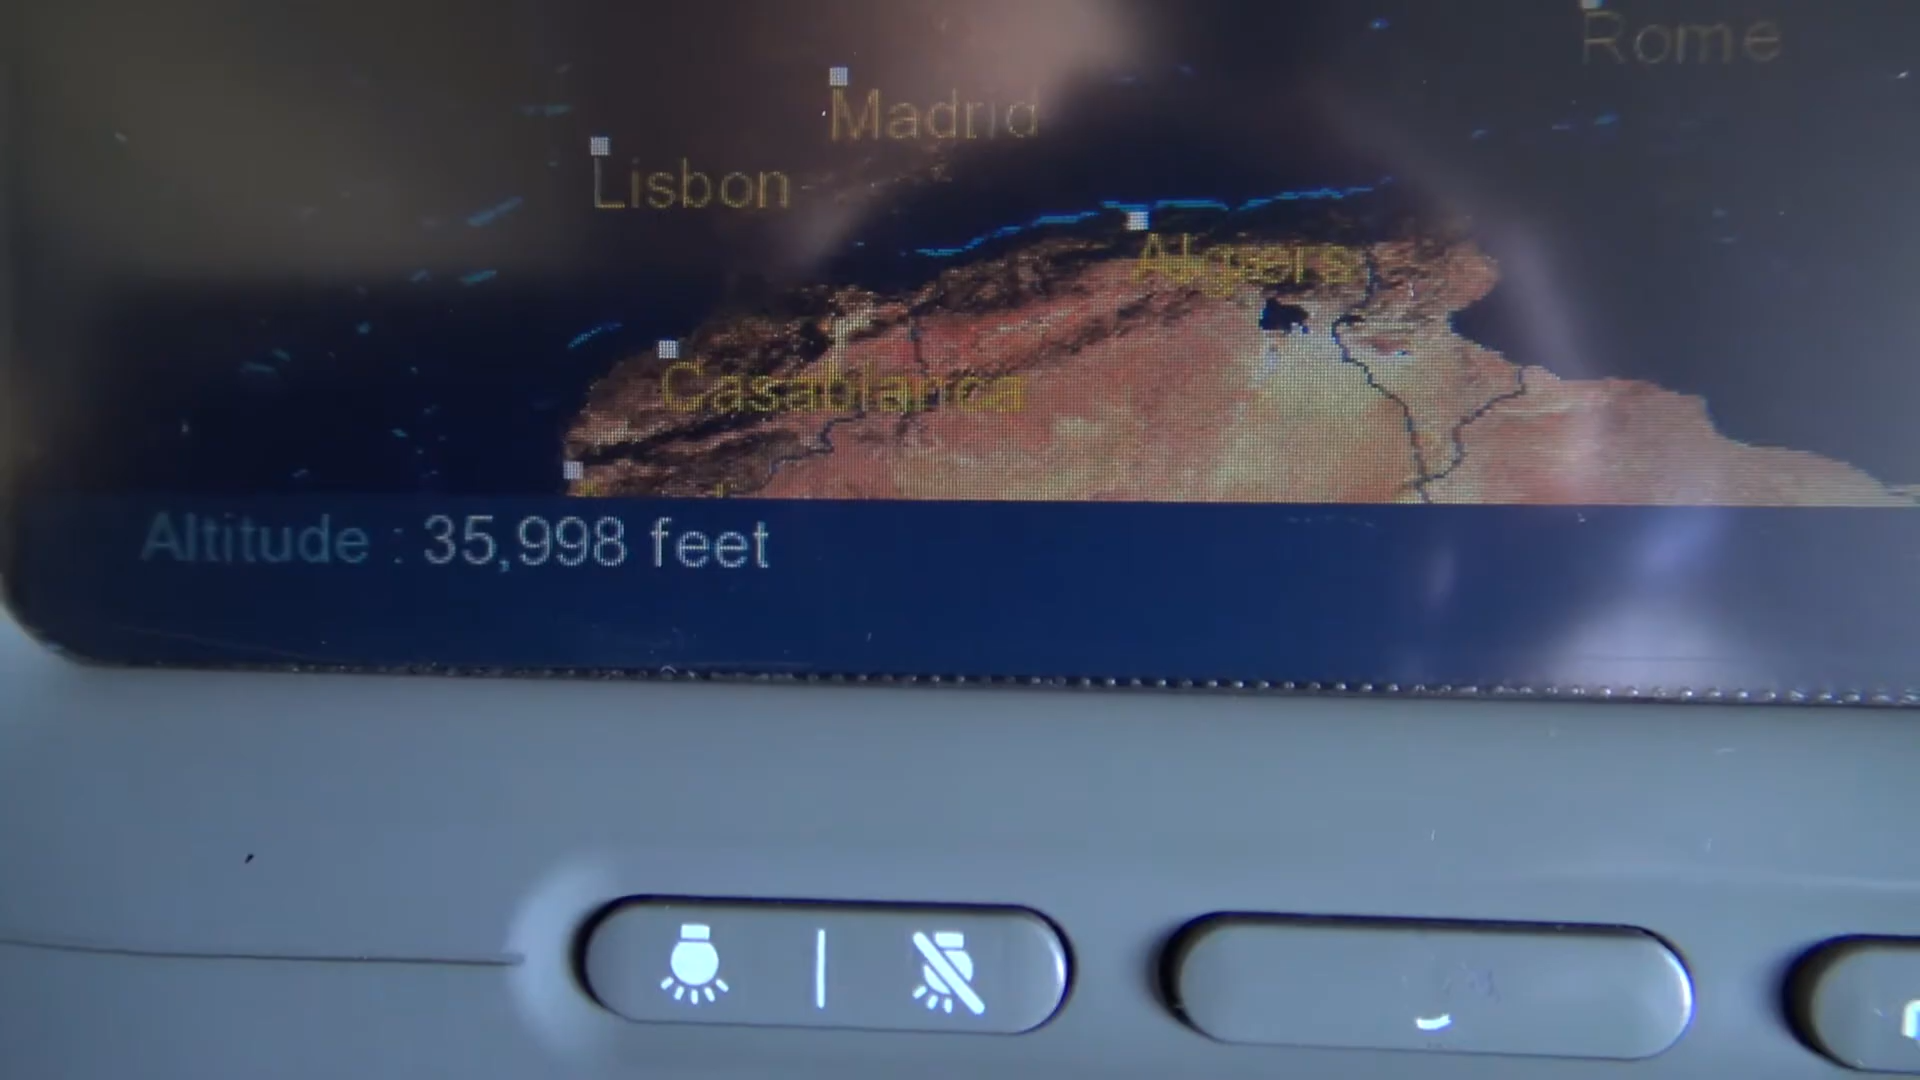 Rome
Madrid
Lisbon
Algiers
Casablanca
Altitude : 35,998 feet